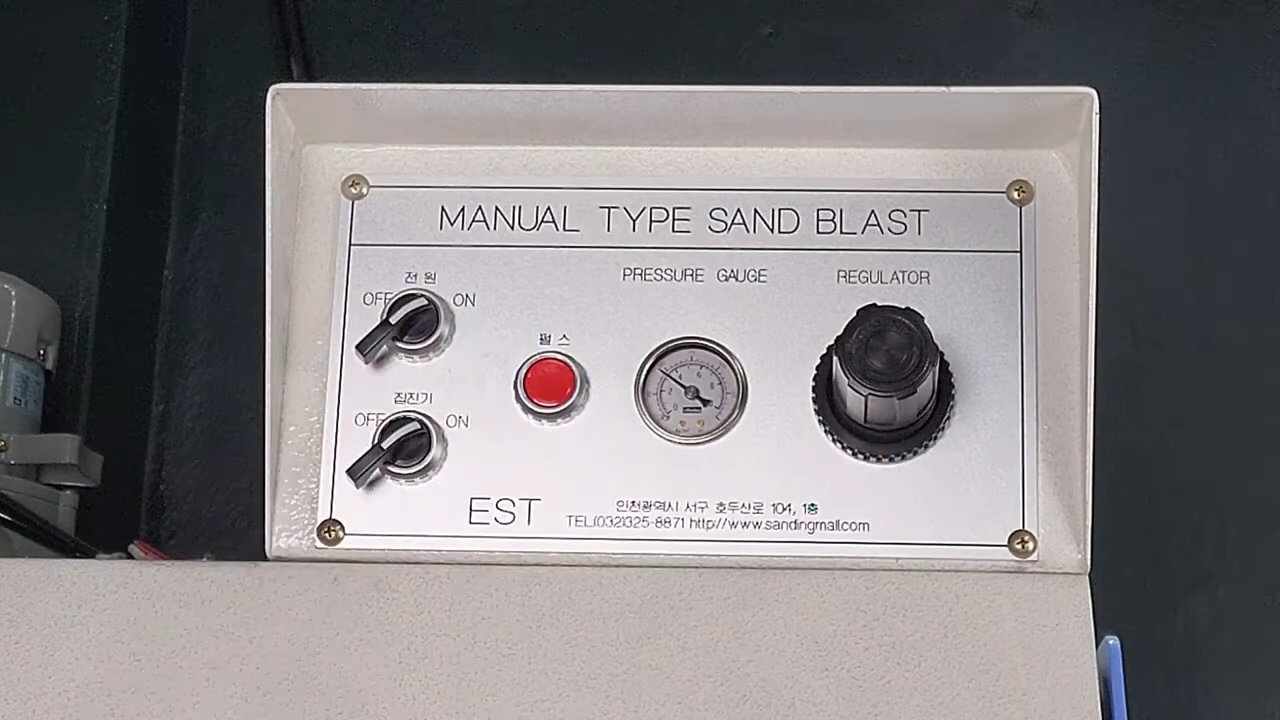 MANUAL TYPE SAND BLAST
전원
OFF ON
PRESSURE GAUGE
REGULATOR
펄스
집진기
OFF ON
EST
인천광역시 서구 호두산로 104, 1층
TEL.(032)325-8871 http://www.sandingmall.com